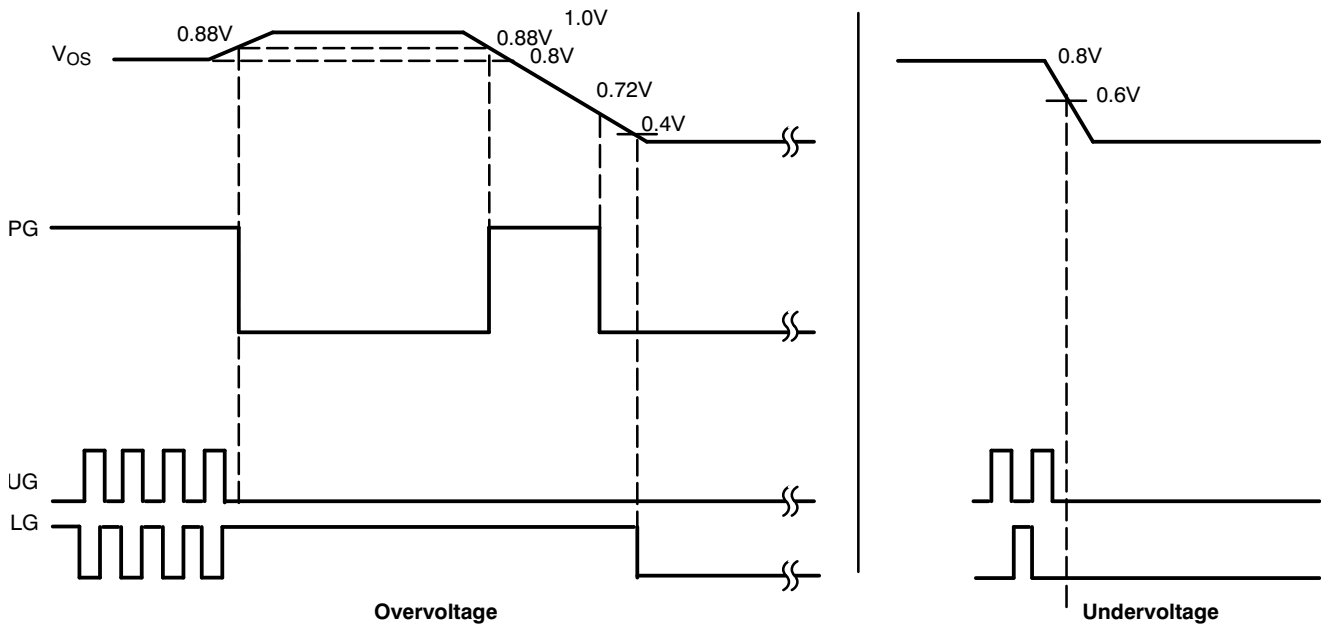 1.0V
0.88V
0.88V
V_OS
0.8V
0.8V
0.72V
0.6V
0.4V
PG
UG
LG
Overvoltage
Undervoltage